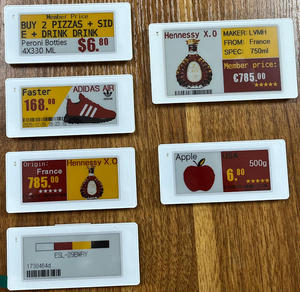 Member Price
BUY 2 PIZZAS + SID
E + DRINK DRINK
Peroni Bottles
4X330 ML
$6.80
Hennessy X.O
MAKER: LVMH
FROM: France
SPEC: 750ml
Member price:
€785.00
★★★★★
Faster
168.00
ADIDAS AIR
Origin:
France
785.00
★★★★★
Hennessy X.O
Apple
USA
500g
6.80
★★★★★
ESL-29BWRY
1730464d